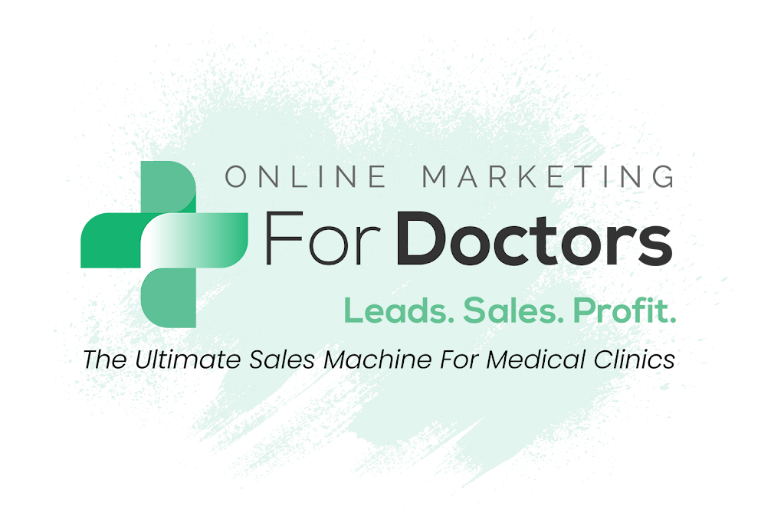 ONLINE MARKETING
For Doctors
Leads. Sales. Profit.
The Ultimate Sales Machine For Medical Clinics